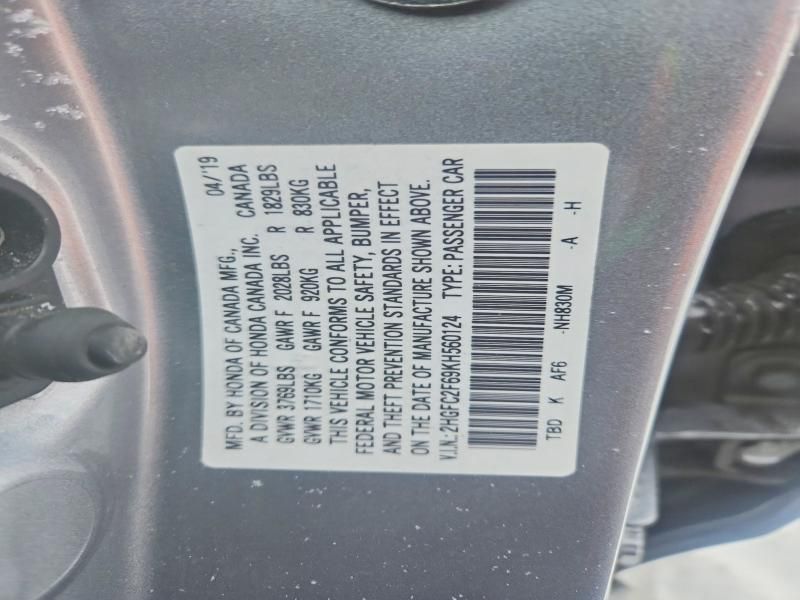 MFD. BY HONDA OF CANADA MFG., 04/'19
A DIVISION OF HONDA CANADA INC. CANADA
GVWR 3769LBS GAWR F 2028LBS R 1829LBS
GVWR 1710KG GAWR F 920KG R 830KG
THIS VEHICLE CONFORMS TO ALL APPLICABLE
FEDERAL MOTOR VEHICLE SAFETY, BUMPER,
AND THEFT PREVENTION STANDARDS IN EFFECT
ON THE DATE OF MANUFACTURE SHOWN ABOVE.
V.I.N.: 2HGFC2F69KH560124 TYPE: PASSENGER CAR
TBD K AF6 -NH830M -A -H